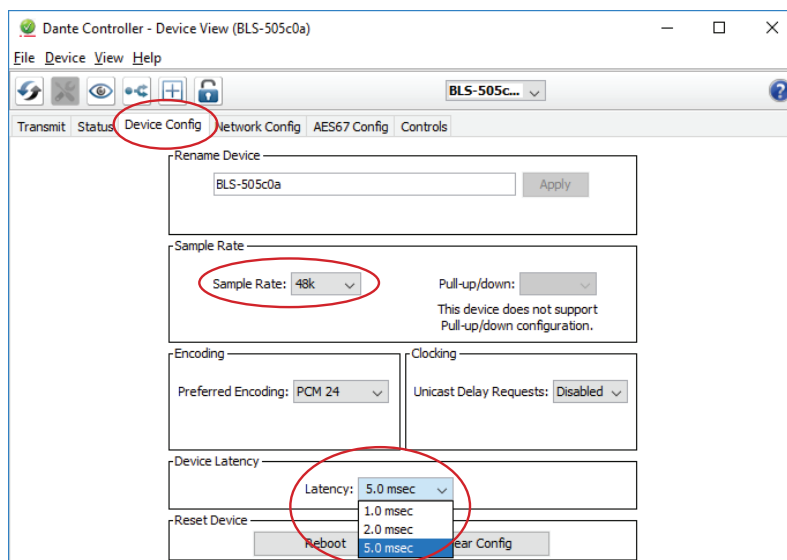 Dante Controller - Device View (BLS-505c0a)
File Device View Help
BLS-505c...
?
Transmit Status Device Config Network Config AES67 Config Controls
Rename Device
BLS-505c0a Apply
Sample Rate
Sample Rate: 48k Pull-up/down:
This device does not support
Pull-up/down configuration.
Encoding Clocking
Preferred Encoding: PCM 24 Unicast Delay Requests: Disabled
Device Latency
Latency: 5.0 msec
1.0 msec
2.0 msec
Reset Device
5.0 msec
Reboot ear Config